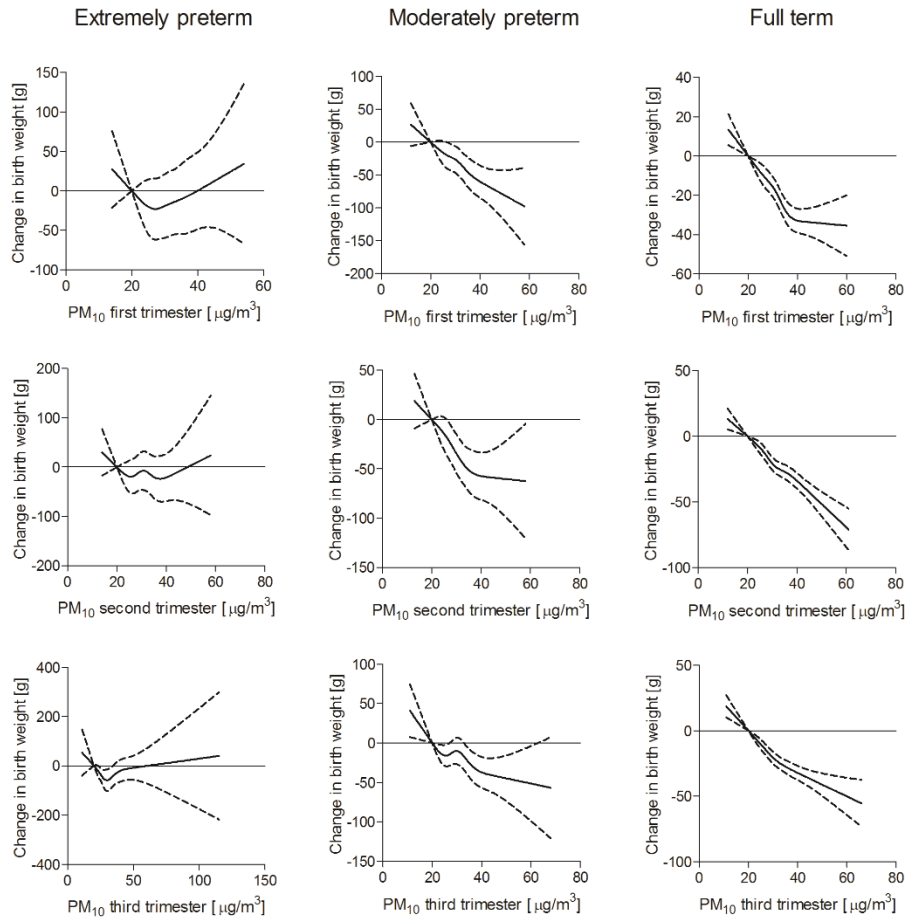 Extremely preterm Moderately preterm Full term
Change in birth weight [g]
150
100
50
0
-50
-100
0 20 40 60
PM10 first trimester [ μg/m³]
Change in birth weight [g]
100
50
0
-50
-100
-150
-200
0 20 40 60 80
PM10 first trimester [ μg/m³]
Change in birth weight [g]
40
20
0
-20
-40
-60
0 20 40 60 80
PM10 first trimester [ μg/m³]
Change in birth weight [g]
200
100
0
-100
-200
0 20 40 60 80
PM10 second trimester [ μg/m³]
Change in birth weight [g]
50
0
-50
-100
-150
0 20 40 60 80
PM10 second trimester [ μg/m³]
Change in birth weight [g]
50
0
-50
-100
0 20 40 60 80
PM10 second trimester [ μg/m³]
Change in birth weight [g]
400
200
0
-200
-400
0 50 100 150
PM10 third trimester [ μg/m³]
Change in birth weight [g]
100
50
0
-50
-100
-150
0 20 40 60 80
PM10 third trimester [ μg/m³]
Change in birth weight [g]
50
0
-50
-100
0 20 40 60 80
PM10 third trimester [ μg/m³]